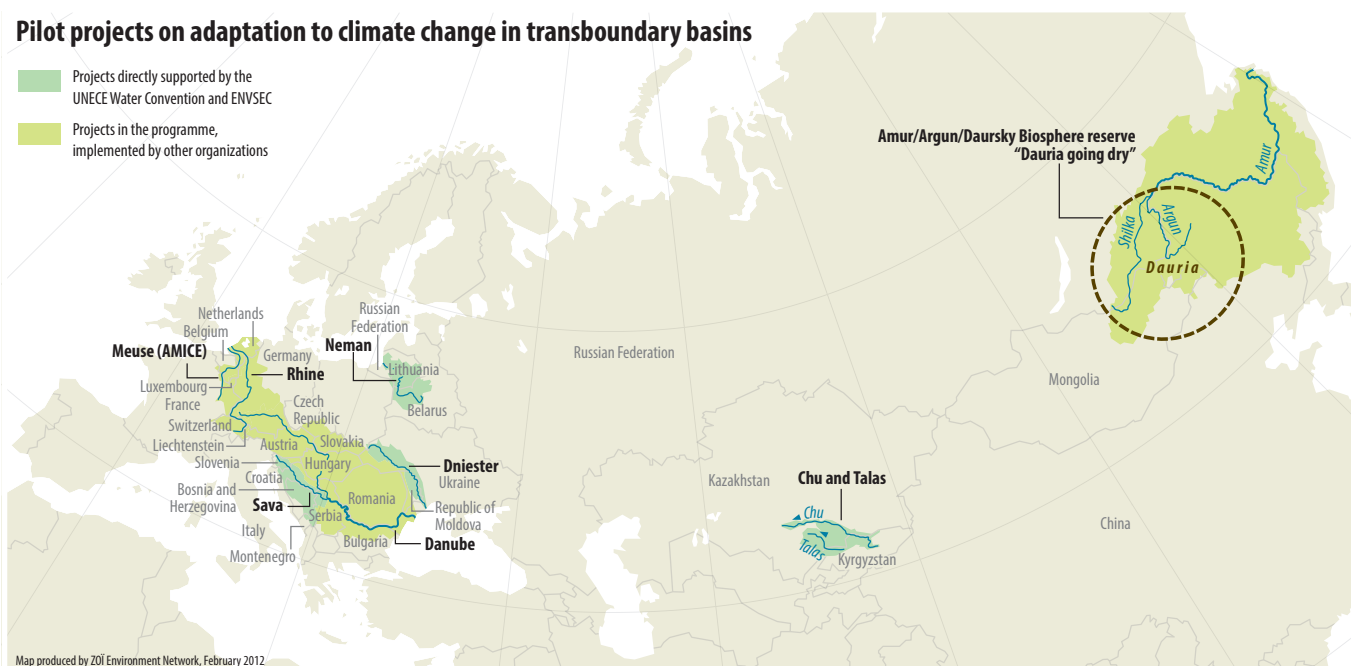 Pilot projects on adaptation to climate change in transboundary basins
Projects directly supported by the
UNECE Water Convention and ENVSEC
Projects in the programme,
implemented by other organizations
Amur/Argun/Daursky Biosphere reserve
“Dauria going dry”
Amur
Shilka
Argun
Dauria
Netherlands
Belgium
Meuse (AMICE)
Germany
Rhine
Luxembourg
France
Czech
Republic
Switzerland
Liechtenstein
Austria
Slovakia
Slovenia
Hungary
Croatia
Bosnia and
Herzegovina
Sava
Serbia
Romania
Italy
Montenegro
Bulgaria
Danube
Russian
Federation
Neman
Lithuania
Belarus
Dniester
Ukraine
Republic of
Moldova
Russian Federation
Mongolia
Kazakhstan
Chu and Talas
Chu
Talas
Kyrgyzstan
China
Map produced by ZOÏ Environment Network, February 2012